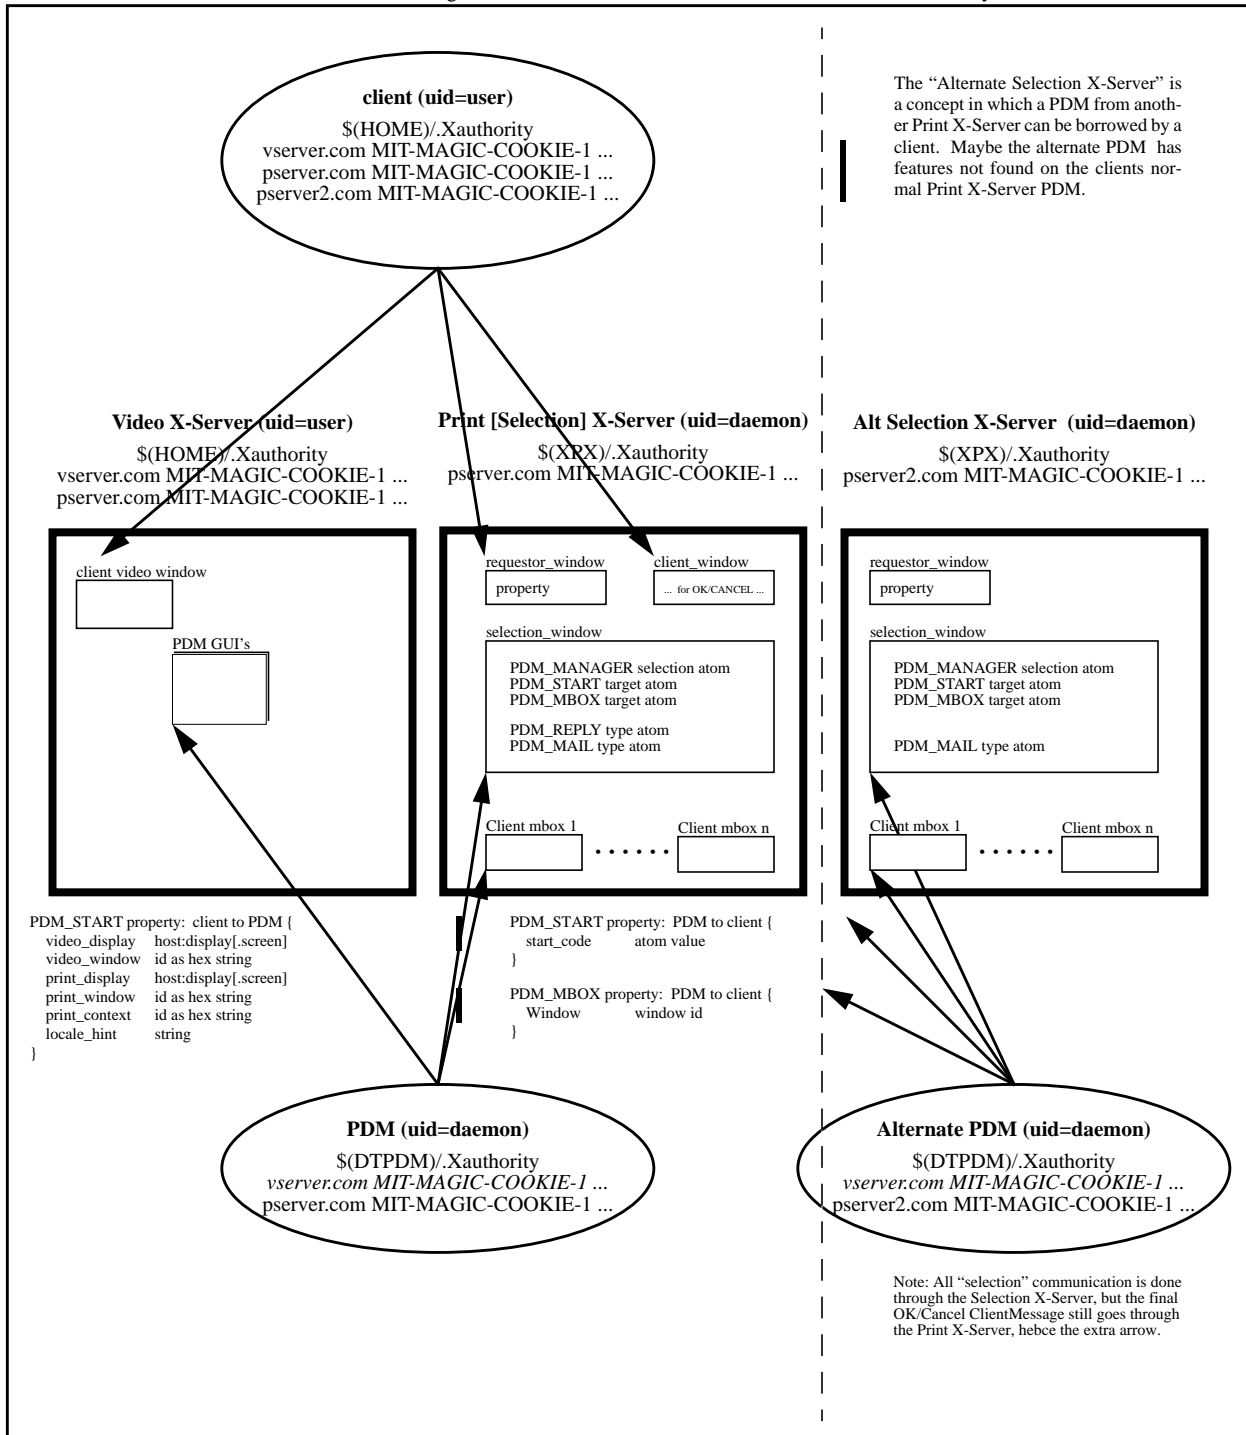 client (uid=user)
$(HOME)/.Xauthority
vserver.com MIT-MAGIC-COOKIE-1 ...
pserver.com MIT-MAGIC-COOKIE-1 ...
pserver2.com MIT-MAGIC-COOKIE-1 ...
The “Alternate Selection X-Server” is
a concept in which a PDM from anoth-
er Print X-Server can be borrowed by a
client. Maybe the alternate PDM has
features not found on the clients nor-
mal Print X-Server PDM.
Video X-Server (uid=user)
$(HOME)/.Xauthority
vserver.com MIT-MAGIC-COOKIE-1 ...
pserver.com MIT-MAGIC-COOKIE-1 ...
Print [Selection] X-Server (uid=daemon)
$(XPX)/.Xauthority
pserver.com MIT-MAGIC-COOKIE-1 ...
Alt Selection X-Server (uid=daemon)
$(XPX)/.Xauthority
pserver2.com MIT-MAGIC-COOKIE-1 ...
client video window
PDM GUI's
requestor_window
property
client_window
... for OK/CANCEL ...
selection_window
PDM_MANAGER selection atom
PDM_START target atom
PDM_MBOX target atom
PDM_REPLY type atom
PDM_MAIL type atom
Client mbox 1
Client mbox n
requestor_window
property
selection_window
PDM_MANAGER selection atom
PDM_START target atom
PDM_MBOX target atom
PDM_MAIL type atom
Client mbox 1
Client mbox n
PDM_START property: client to PDM {
video_display host:display[.screen]
video_window id as hex string
print_display host:display[.screen]
print_window id as hex string
print_context id as hex string
locale_hint string
}
PDM_START property: PDM to client {
start_code atom value
}
PDM_MBOX property: PDM to client {
Window window id
}
PDM (uid=daemon)
$(DTPDM)/.Xauthority
vserver.com MIT-MAGIC-COOKIE-1 ...
pserver.com MIT-MAGIC-COOKIE-1 ...
Alternate PDM (uid=daemon)
$(DTPDM)/.Xauthority
vserver.com MIT-MAGIC-COOKIE-1 ...
pserver2.com MIT-MAGIC-COOKIE-1 ...
Note: All “selection” communication is done
through the Selection X-Server, but the final
OK/Cancel ClientMessage still goes through
the Print X-Server, hebce the extra arrow.